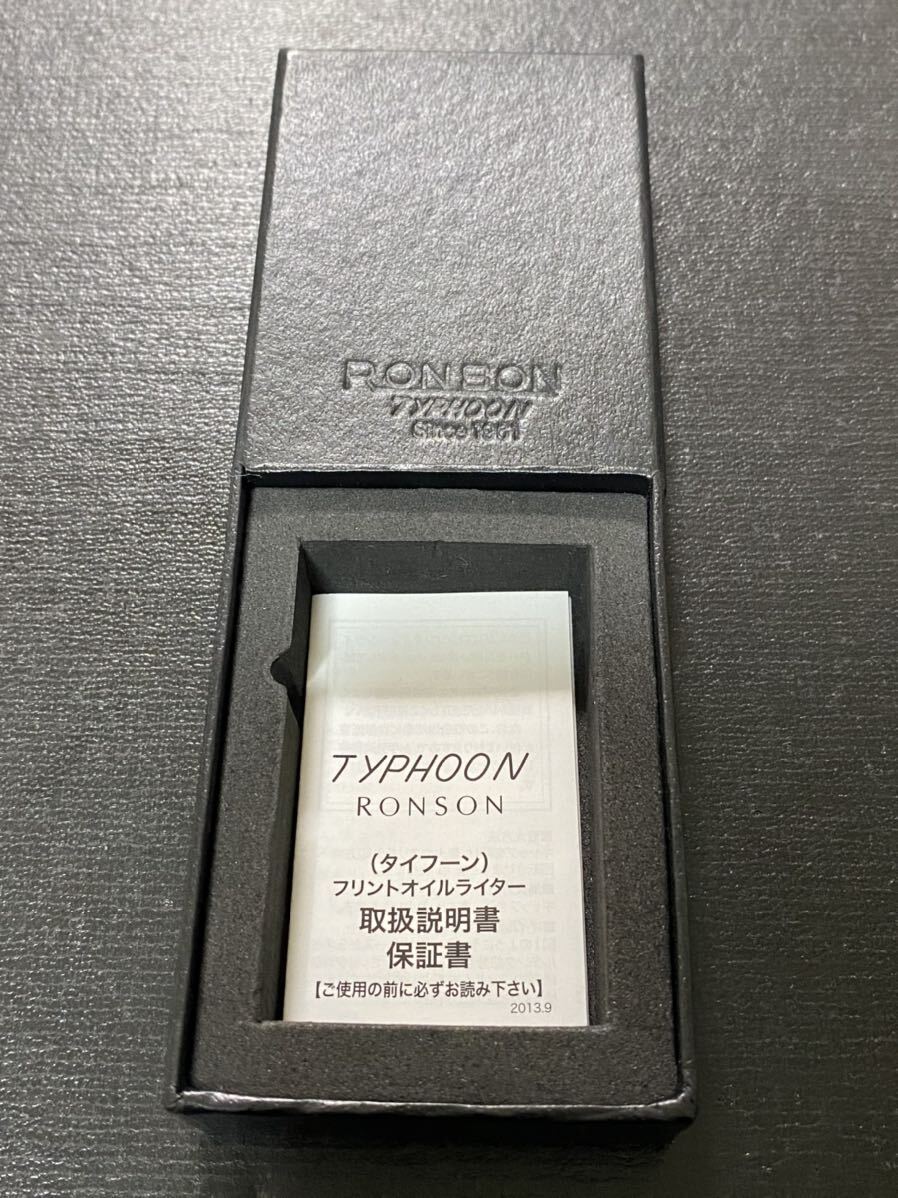 RONSON
TYPHOON
Since 1961
TYPHOON
RONSON
（タイフーン）
フリントオイルライター
取扱説明書
保証書
【ご使用の前に必ずお読み下さい】
2013.9